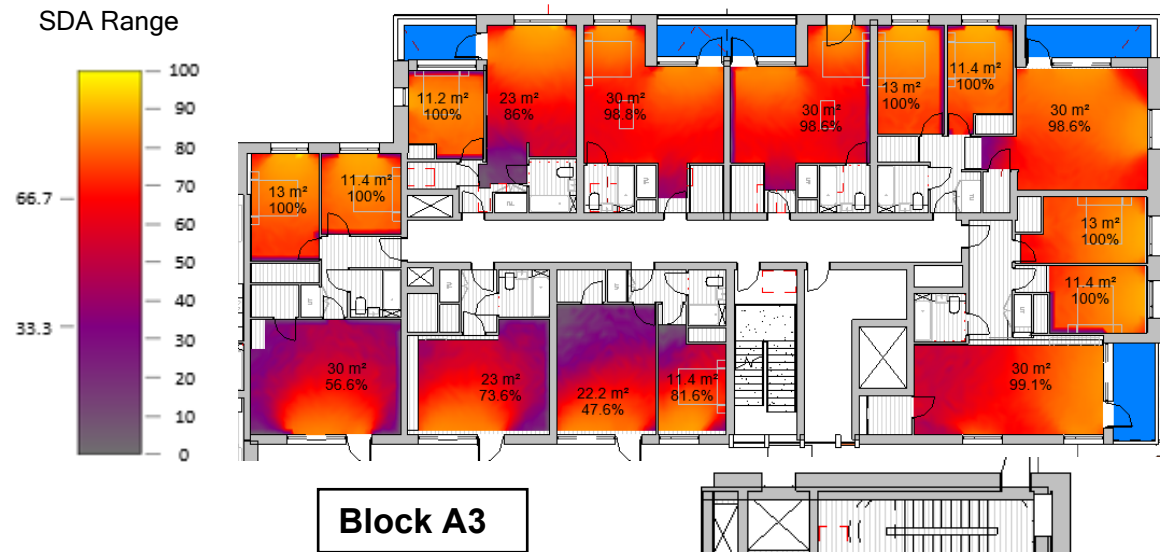 SDA Range
100
90
80
70
66.7
60
50
40
33.3
30
20
10
0
11.2 m²
100%
23 m²
86%
30 m²
98.8%
30 m²
98.6%
13 m²
100%
11.4 m²
100%
30 m²
98.6%
13 m²
100%
11.4 m²
100%
13 m²
100%
11.4 m²
100%
30 m²
56.6%
23 m²
73.6%
22.2 m²
47.6%
11.4 m²
81.6%
30 m²
99.1%
Block A3